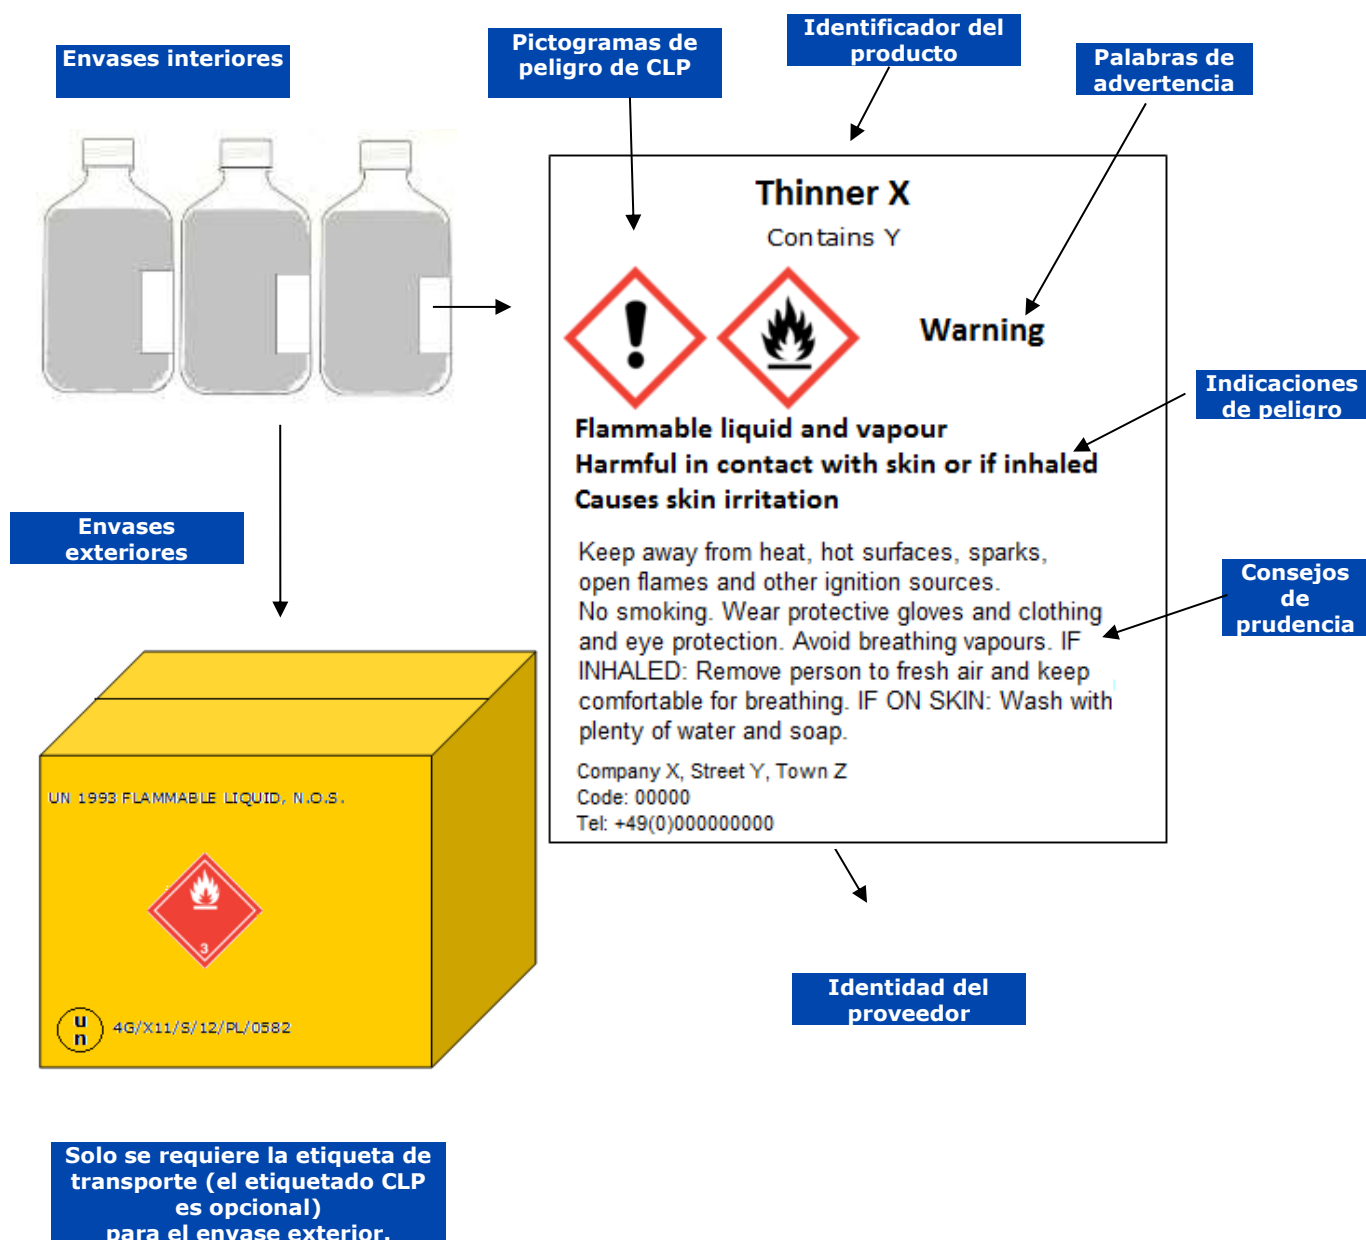 Envases interiores
Pictogramas de
peligro de CLP
Identificador del
producto
Palabras de
advertencia
Thinner X
Contains Y
Warning
Indicaciones
de peligro
Flammable liquid and vapour
Harmful in contact with skin or if inhaled
Causes skin irritation
Envases
exteriores
Keep away from heat, hot surfaces, sparks,
open flames and other ignition sources.
No smoking. Wear protective gloves and clothing
and eye protection. Avoid breathing vapours. IF
INHALED: Remove person to fresh air and keep
comfortable for breathing. IF ON SKIN: Wash with
plenty of water and soap.
Consejos
de
prudencia
Company X, Street Y, Town Z
Code: 00000
Tel: +49(0)000000000
UN 1993 FLAMMABLE LIQUID, N.O.S.
3
un
4G/X11/S/12/PL/0582
Identidad del
proveedor
Solo se requiere la etiqueta de
transporte (el etiquetado CLP
es opcional)
para el envase exterior.